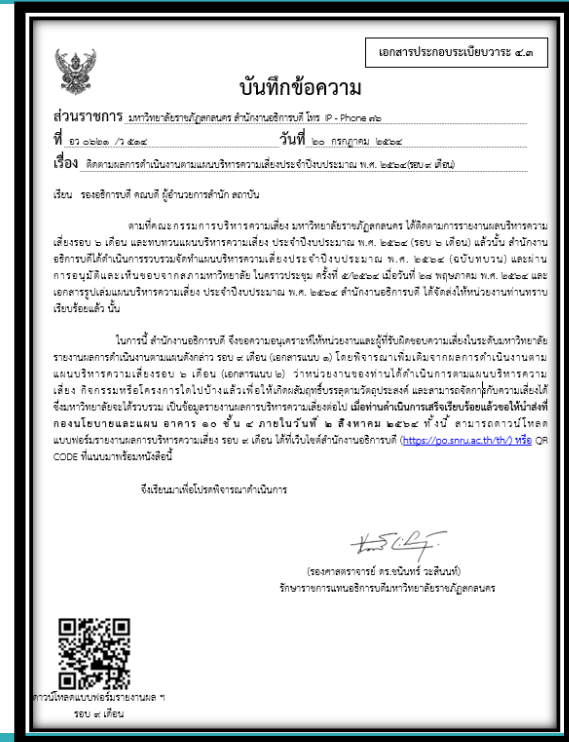 เอกสารประกอบระเบียบวาระ ๔.๓
บันทึกข้อความ
ส่วนราชการ มหาวิทยาลัยราชภัฏสกลนคร สำนักงานอธิการบดี โทร IP - Phone ๓๖
ที่ อว ๐๖๒๑ /ว ๕๑๔ วันที่ ๒๐ กรกฎาคม ๒๕๖๔
เรื่อง ติดตามผลการดำเนินงานตามแผนบริหารความเสี่ยงประจำปีงบประมาณ พ.ศ. ๒๕๖๔(รอบ ๙ เดือน)
เรียน รองอธิการบดี คณบดี ผู้อำนวยการสำนัก สถาบัน
ตามที่คณะกรรมการบริหารความเสี่ยง มหาวิทยาลัยราชภัฏสกลนคร ได้ติดตามการรายงานผลบริหารความ
เสี่ยงรอบ ๖ เดือน และทบทวนแผนบริหารความเสี่ยง ประจำปีงบประมาณ พ.ศ. ๒๕๖๔ (รอบ ๖ เดือน) แล้วนั้น สำนักงาน
อธิการบดีได้ดำเนินการรวบรวมจัดทำแผนบริหารความเสี่ยงประจำปีงบประมาณ พ.ศ. ๒๕๖๔ (ฉบับทบวน) และผ่าน
การอนุมัติและเห็นชอบจากสภามหาวิทยาลัย ในคราวประชุม ครั้งที่ ๕/๒๕๖๔ เมื่อวันที่ ๒๘ พฤษภาคม พ.ศ. ๒๕๖๔ และ
เอกสารรูปเล่มแผนบริหารความเสี่ยง ประจำปีงบประมาณ พ.ศ. ๒๕๖๔ สำนักงานอธิการบดี ได้จัดส่งให้หน่วยงานท่านทราบ
เรียบร้อยแล้ว นั้น
ในการนี้ สำนักงานอธิการบดี จึงขอความอนุเคราะห์ให้หน่วยงานและผู้ที่รับผิดชอบความเสี่ยงในระดับมหาวิทยาลัย
รายงานผลการดำเนินงานตามแผนดังกล่าว รอบ ๙ เดือน (เอกสารแนบ ๑) โดยพิจารณาเพิ่มเติมจากผลการดำเนินงานตาม
แผนบริหารความเสี่ยงรอบ ๖ เดือน (เอกสารแนบ ๒) ว่าหน่วยงานของท่านได้ดำเนินการตามแผนบริหารความ
เสี่ยง กิจกรรมหรือโครงการใดไปบ้างแล้วเพื่อให้เกิดผลสัมฤทธิ์บรรลุตามวัตถุประสงค์ และสามารถจัดการกับความเสี่ยงได้
ซึ่งมหาวิทยาลัยจะได้รวบรวม เป็นข้อมูลรายงานผลการบริหารความเสี่ยงต่อไป เมื่อท่านดำเนินการเสร็จเรียบร้อยแล้วขอให้นำส่งที่
กองนโยบายและแผน อาคาร ๑๐ ชั้น ๔ ภายในวันที่ ๒ สิงหาคม ๒๕๖๔ ทั้งนี้ สามารถดาวน์โหลด
แบบฟอร์มรายงานผลการบริหารความเสี่ยง รอบ ๙ เดือน ได้ที่เว็บไซต์สำนักงานอธิการบดี (https://po.snru.ac.th/th/) หรือ QR
CODE ที่แนบมาพร้อมหนังสือนี้
จึงเรียนมาเพื่อโปรดพิจารณาดำเนินการ
(รองศาสตราจารย์ ดร.ชนินทร์ วะสีนนท์)
รักษาราชการแทนอธิการบดีมหาวิทยาลัยราชภัฏสกลนคร
ดาวน์โหลดแบบฟอร์มรายงานผล ฯ
รอบ ๙ เดือน